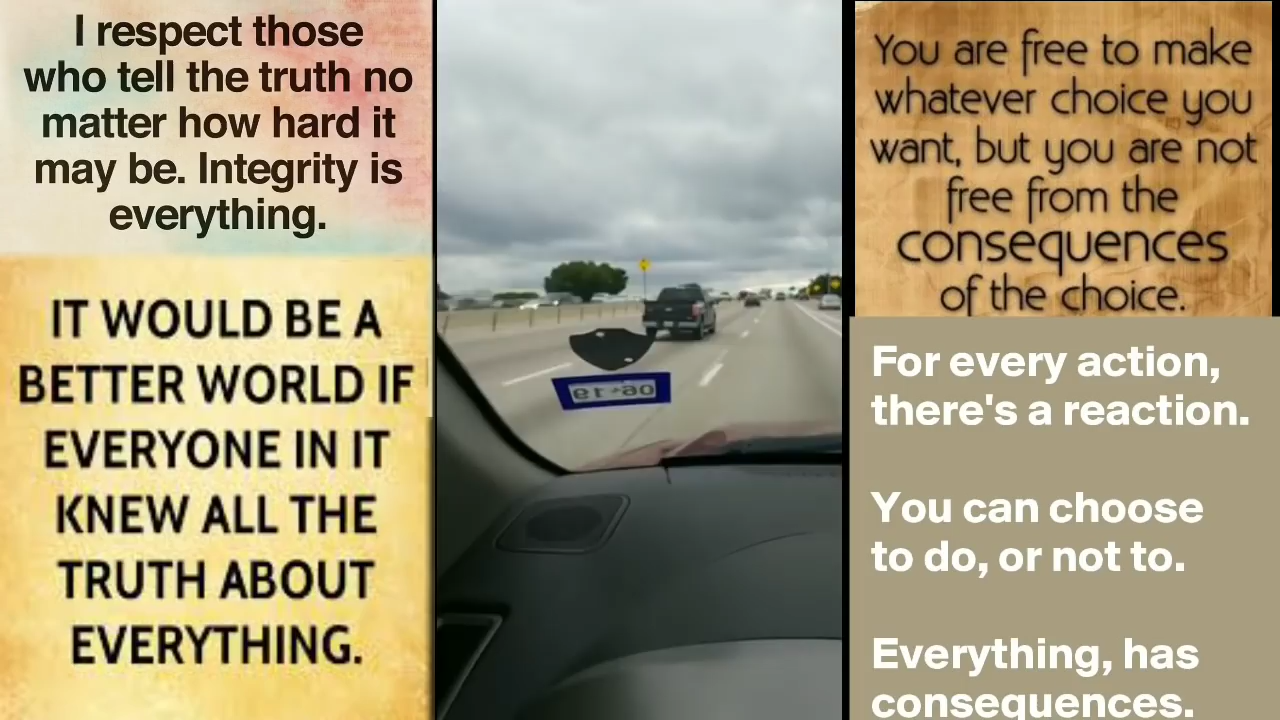 I respect those
who tell the truth no
matter how hard it
may be. Integrity is
everything.
IT WOULD BE A
BETTER WORLD IF
EVERYONE IN IT
KNEW ALL THE
TRUTH ABOUT
EVERYTHING.
06-19
You are free to make
whatever choice you
want, but you are not
free from the
consequences
of the choice.
For every action,
there's a reaction.
You can choose
to do, or not to.
Everything, has
consequences.